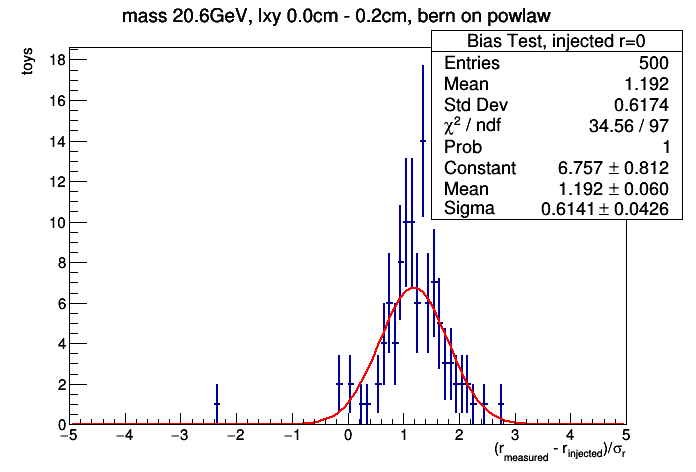 mass 20.6GeV, lxy 0.0cm - 0.2cm, bern on powlaw
Bias Test, injected r=0
Entries 500
Mean 1.192
Std Dev 0.6174
χ² / ndf 34.56 / 97
Prob 1
Constant 6.757 ± 0.812
Mean 1.192 ± 0.060
Sigma 0.6141 ± 0.0426
toys
18
16
14
12
10
8
6
4
2
0
−5 −4 −3 −2 −1 0 1 2 3 4 5
(r_measured - r_injected)/σ_r